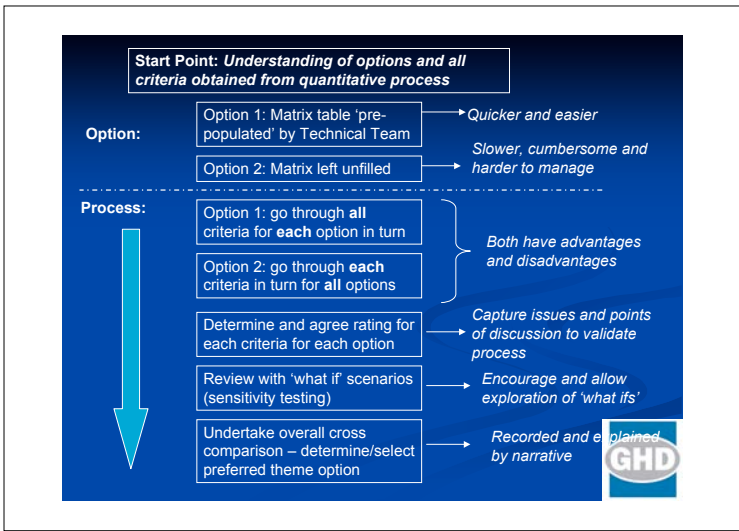 Start Point: Understanding of options and all
criteria obtained from quantitative process
Option:
Option 1: Matrix table ‘pre-
populated’ by Technical Team
Quicker and easier
Option 2: Matrix left unfilled
Slower, cumbersome and
harder to manage
Process:
Option 1: go through all
criteria for each option in turn
Option 2: go through each
criteria in turn for all options
Both have advantages
and disadvantages
Determine and agree rating for
each criteria for each option
Capture issues and points
of discussion to validate
process
Review with ‘what if’ scenarios
(sensitivity testing)
Encourage and allow
exploration of ‘what ifs’
Undertake overall cross
comparison – determine/select
preferred theme option
Recorded and explained
by narrative
GHD